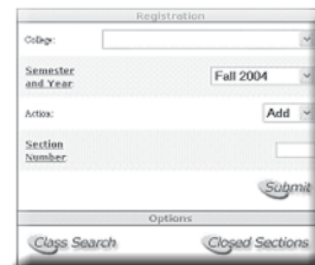 Registration
College:
Semester
and Year:
Fall 2004
Action:
Add
Section
Number
Submit
Options
Class Search
Closed Sections